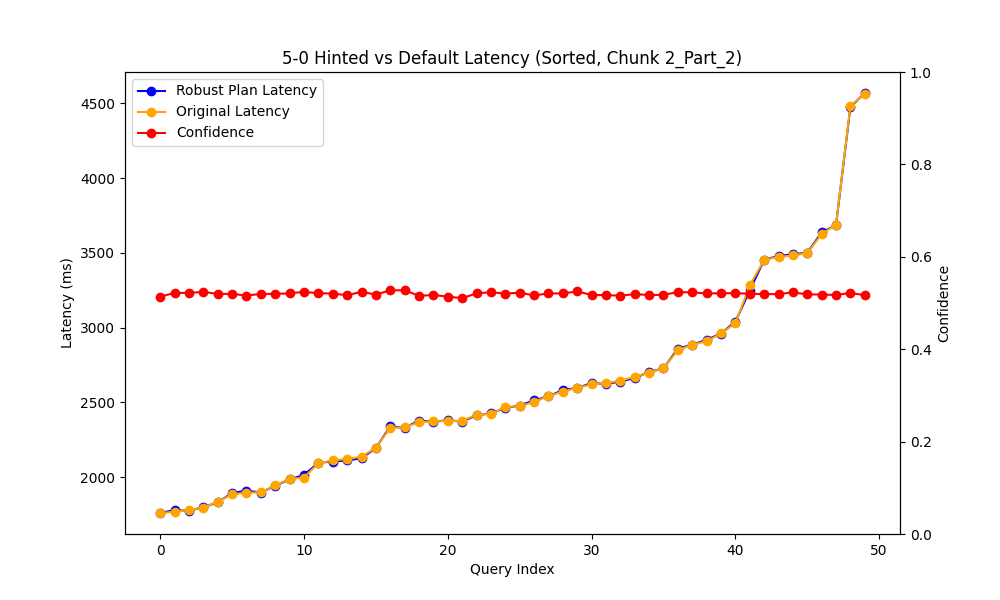 5-0 Hinted vs Default Latency (Sorted, Chunk 2_Part_2)
Robust Plan Latency
Original Latency
Confidence
4500
4000
3500
3000
2500
2000
Latency (ms)
1.0
0.8
0.6
0.4
0.2
0.0
Confidence
0 10 20 30 40 50
Query Index